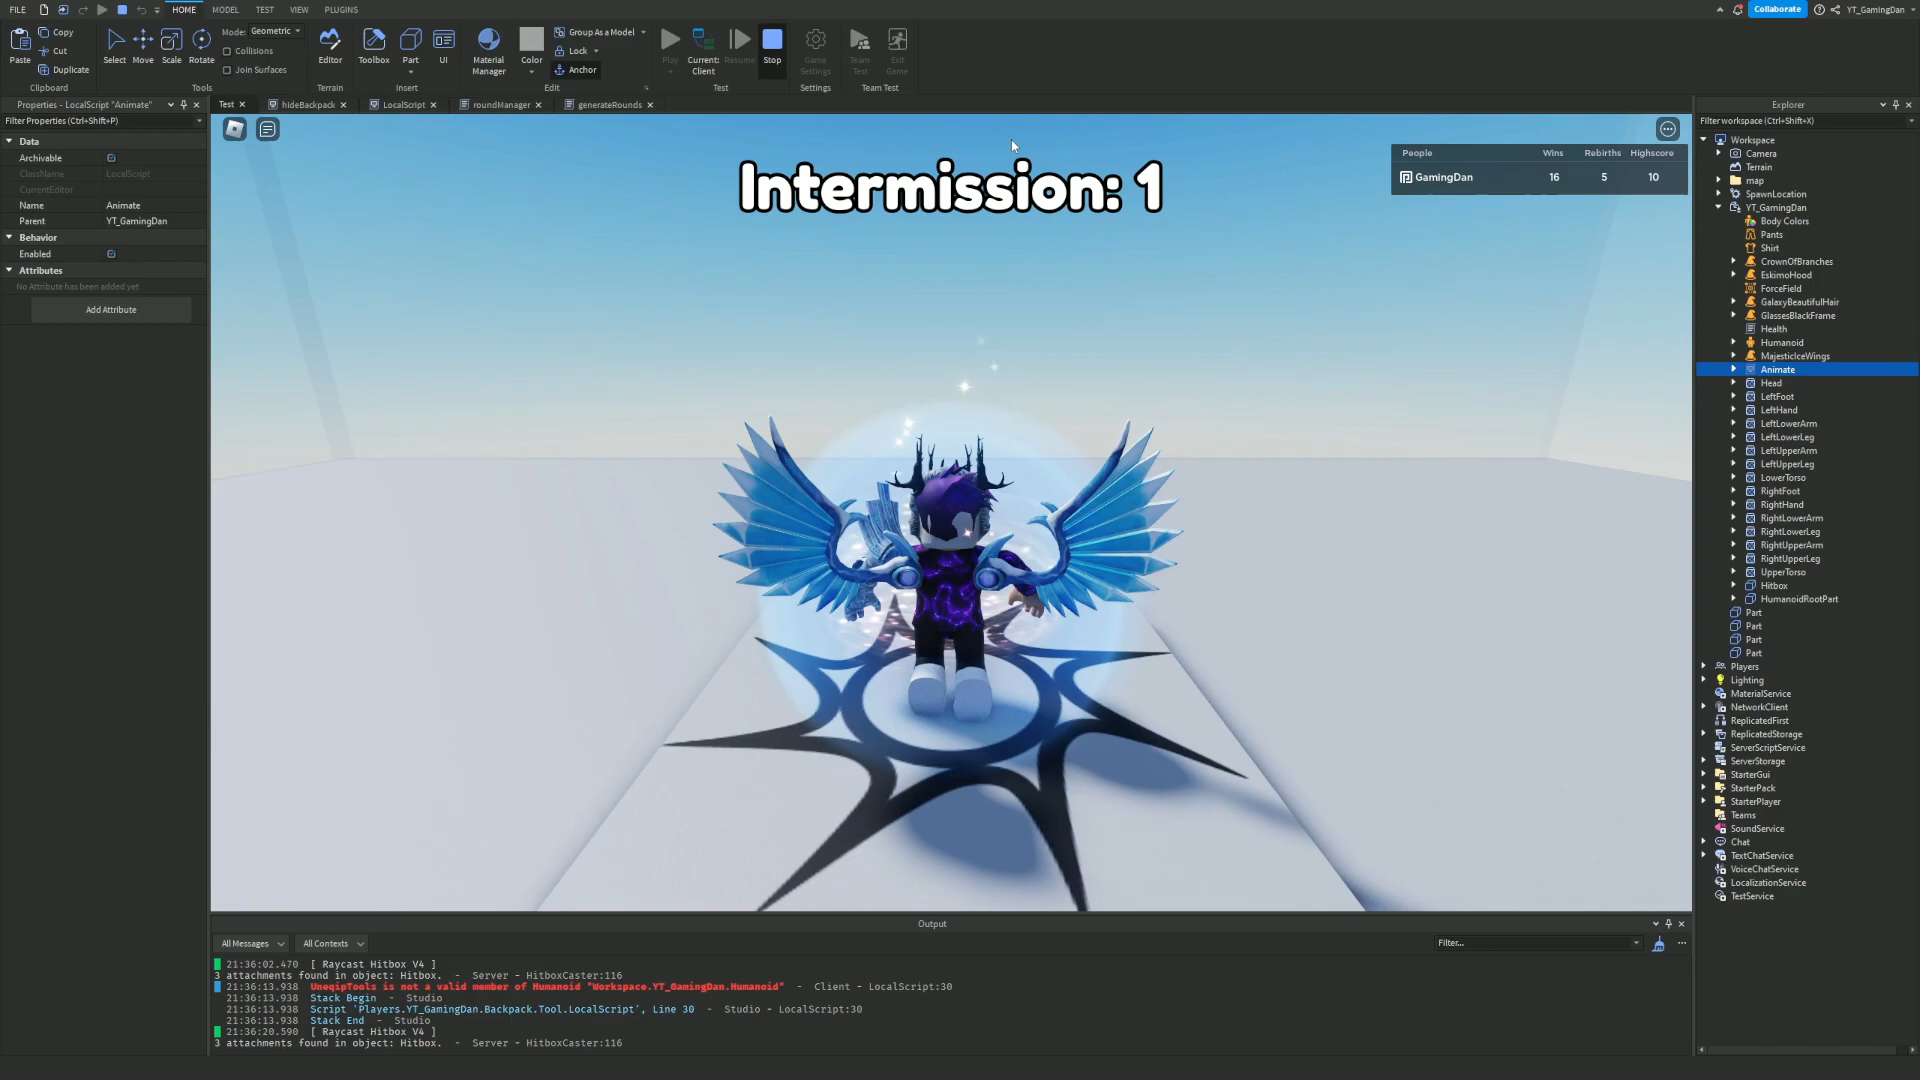 FILE
HOME
MODEL
TEST
VIEW
PLUGINS
Collaborate
YT_GamingDan
Paste
Copy
Cut
Duplicate
Clipboard
Select
Move
Scale
Rotate
Mode: Geometric
Collisions
Join Surfaces
Tools
Editor
Terrain
Toolbox
Part
UI
Insert
Material
Manager
Color
Group As a Model
Lock
Anchor
Edit
Play
Current:
Client
Resume
Stop
Test
Game
Settings
Settings
Team
Test
Exit
Game
Team Test
Properties - LocalScript "Animate"
Filter Properties (Ctrl+Shift+P)
Data
Archivable
ClassName LocalScript
CurrentEditor
Name Animate
Parent YT_GamingDan
Behavior
Enabled
Attributes
No Attribute has been added yet
Add Attribute
Test
hideBackpack
LocalScript
roundManager
generateRounds
Intermission: 1
People Wins Rebirths Highscore
GamingDan 16 5 10
Explorer
Filter workspace (Ctrl+Shift+X)
Workspace
Camera
Terrain
map
SpawnLocation
YT_GamingDan
Body Colors
Pants
Shirt
CrownOfBranches
EskimoHood
ForceField
GalaxyBeautifulHair
GlassesBlackFrame
Health
Humanoid
MajesticIceWings
Animate
Head
LeftFoot
LeftHand
LeftLowerArm
LeftLowerLeg
LeftUpperArm
LeftUpperLeg
LowerTorso
RightFoot
RightHand
RightLowerArm
RightLowerLeg
RightUpperArm
RightUpperLeg
UpperTorso
Hitbox
HumanoidRootPart
Part
Part
Part
Part
Players
Lighting
MaterialService
NetworkClient
ReplicatedFirst
ReplicatedStorage
ServerScriptService
ServerStorage
StarterGui
StarterPack
StarterPlayer
Teams
SoundService
Chat
TextChatService
VoiceChatService
LocalizationService
TestService
Output
All Messages
All Contexts
Filter...
21:36:02.470 [ Raycast Hitbox V4 ]
3 attachments found in object: Hitbox. - Server - HitboxCaster:116
21:36:13.938 UneqipTools is not a valid member of Humanoid "Workspace.YT_GamingDan.Humanoid" - Client - LocalScript:30
21:36:13.938 Stack Begin - Studio
21:36:13.938 Script 'Players.YT_GamingDan.Backpack.Tool.LocalScript', Line 30 - Studio - LocalScript:30
21:36:13.938 Stack End - Studio
21:36:20.590 [ Raycast Hitbox V4 ]
3 attachments found in object: Hitbox. - Server - HitboxCaster:116